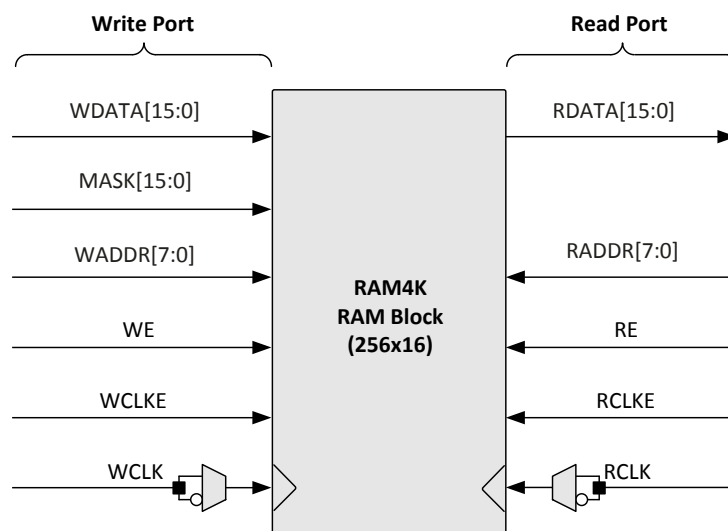 Write Port
Read Port
WDATA[15:0]
RDATA[15:0]
MASK[15:0]
WADDR[7:0]
RADDR[7:0]
RAM4K
RAM Block
(256x16)
WE
RE
WCLKE
RCLKE
WCLK
RCLK